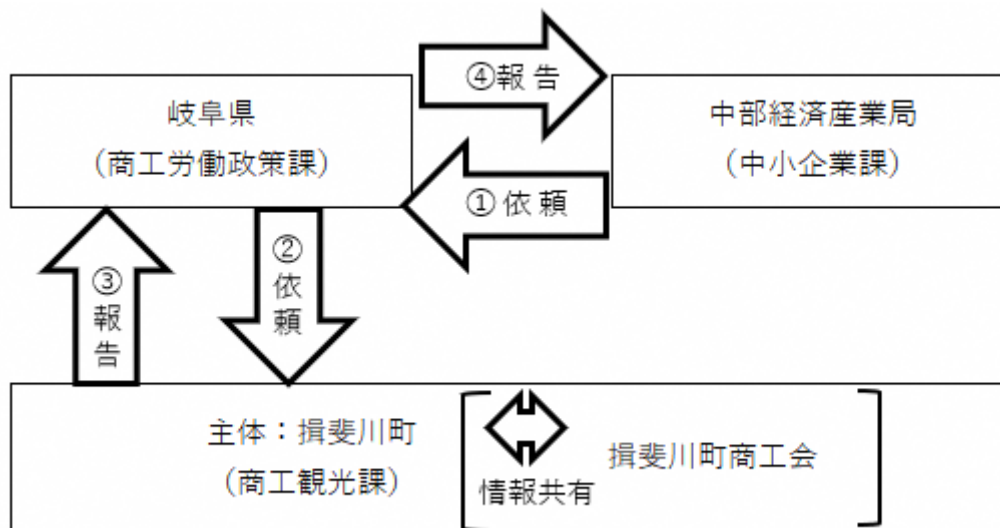 ④報告
岐阜県
(商工労働政策課)
中部経済産業局
(中小企業課)
①依頼
③報告
②依頼
主体：揖斐川町
(商工観光課)
情報共有
揖斐川町商工会